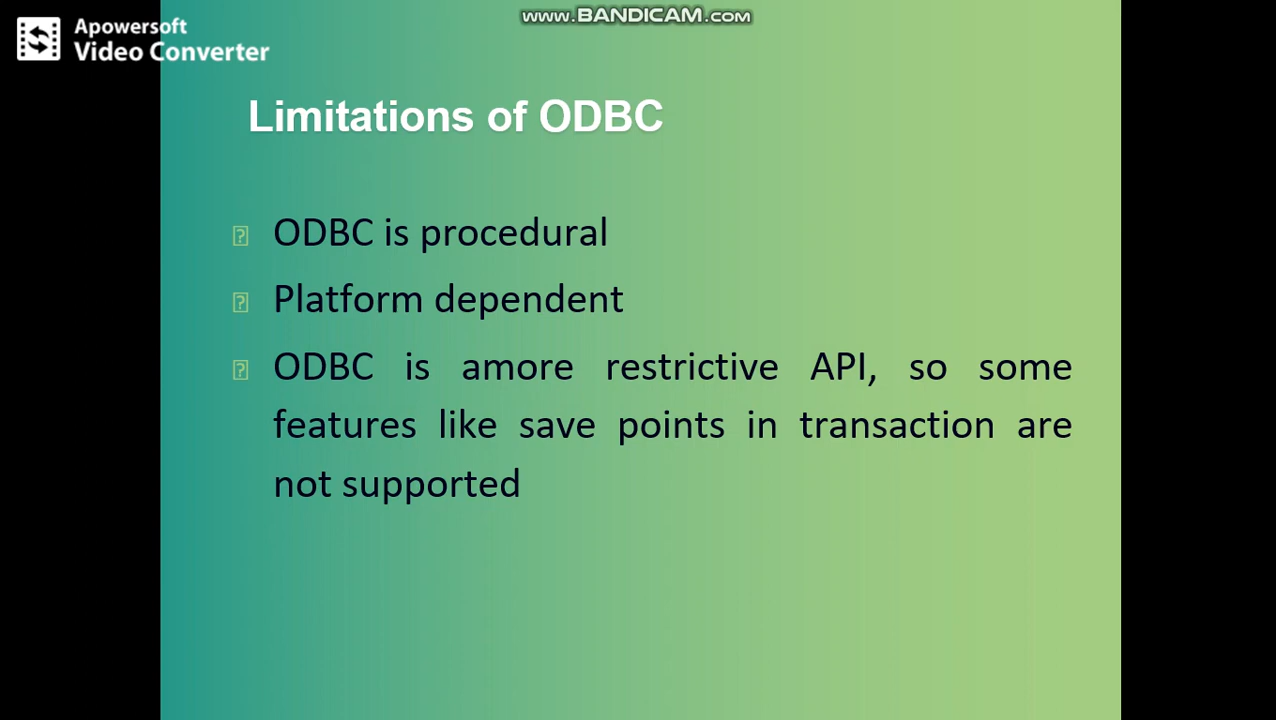 Apowersoft
Video Converter
www.BANDICAM.com
Limitations of ODBC
ODBC is procedural
Platform dependent
ODBC is amore restrictive API, so some
features like save points in transaction are
not supported